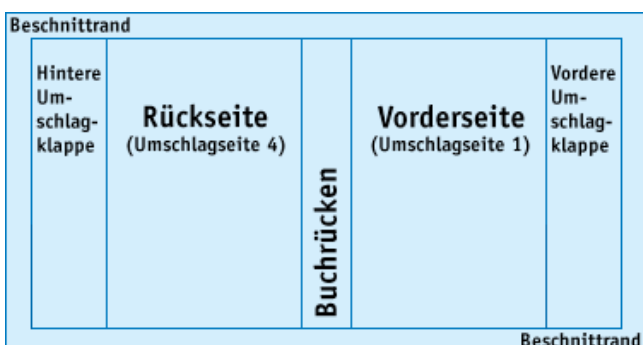 Beschnittrand
Hintere
Um-
schlag-
klappe
Rückseite
(Umschlagseite 4)
Buchrücken
Vorderseite
(Umschlagseite 1)
Vordere
Um-
schlag-
klappe
Beschnittrand